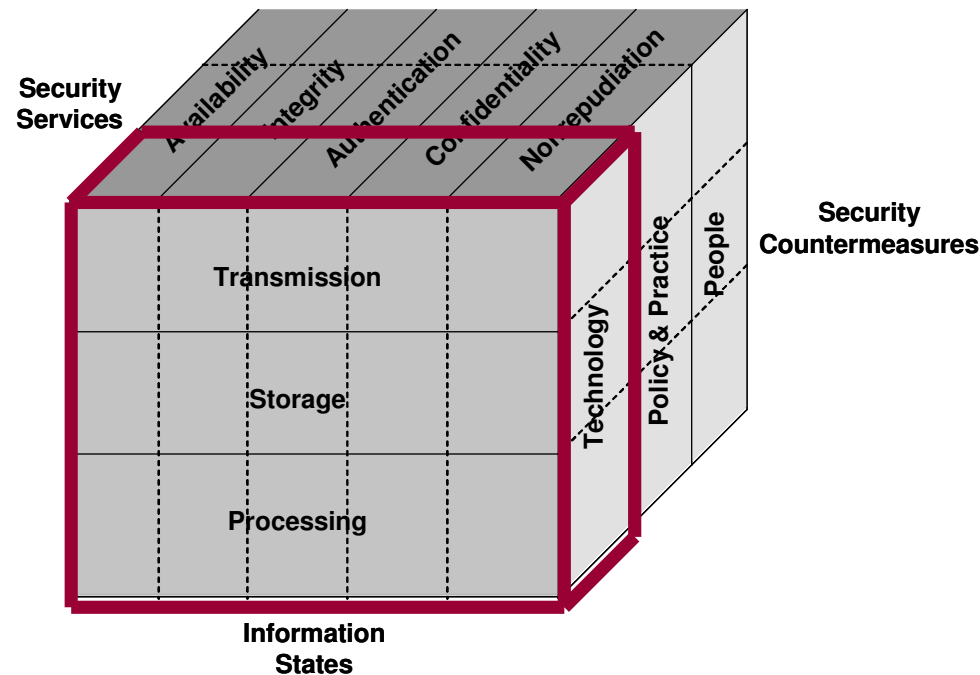 Security
Services
Availability
Integrity
Authentication
Confidentiality
Nonrepudiation
Transmission
Storage
Processing
Technology
Policy & Practice
People
Security
Countermeasures
Information
States